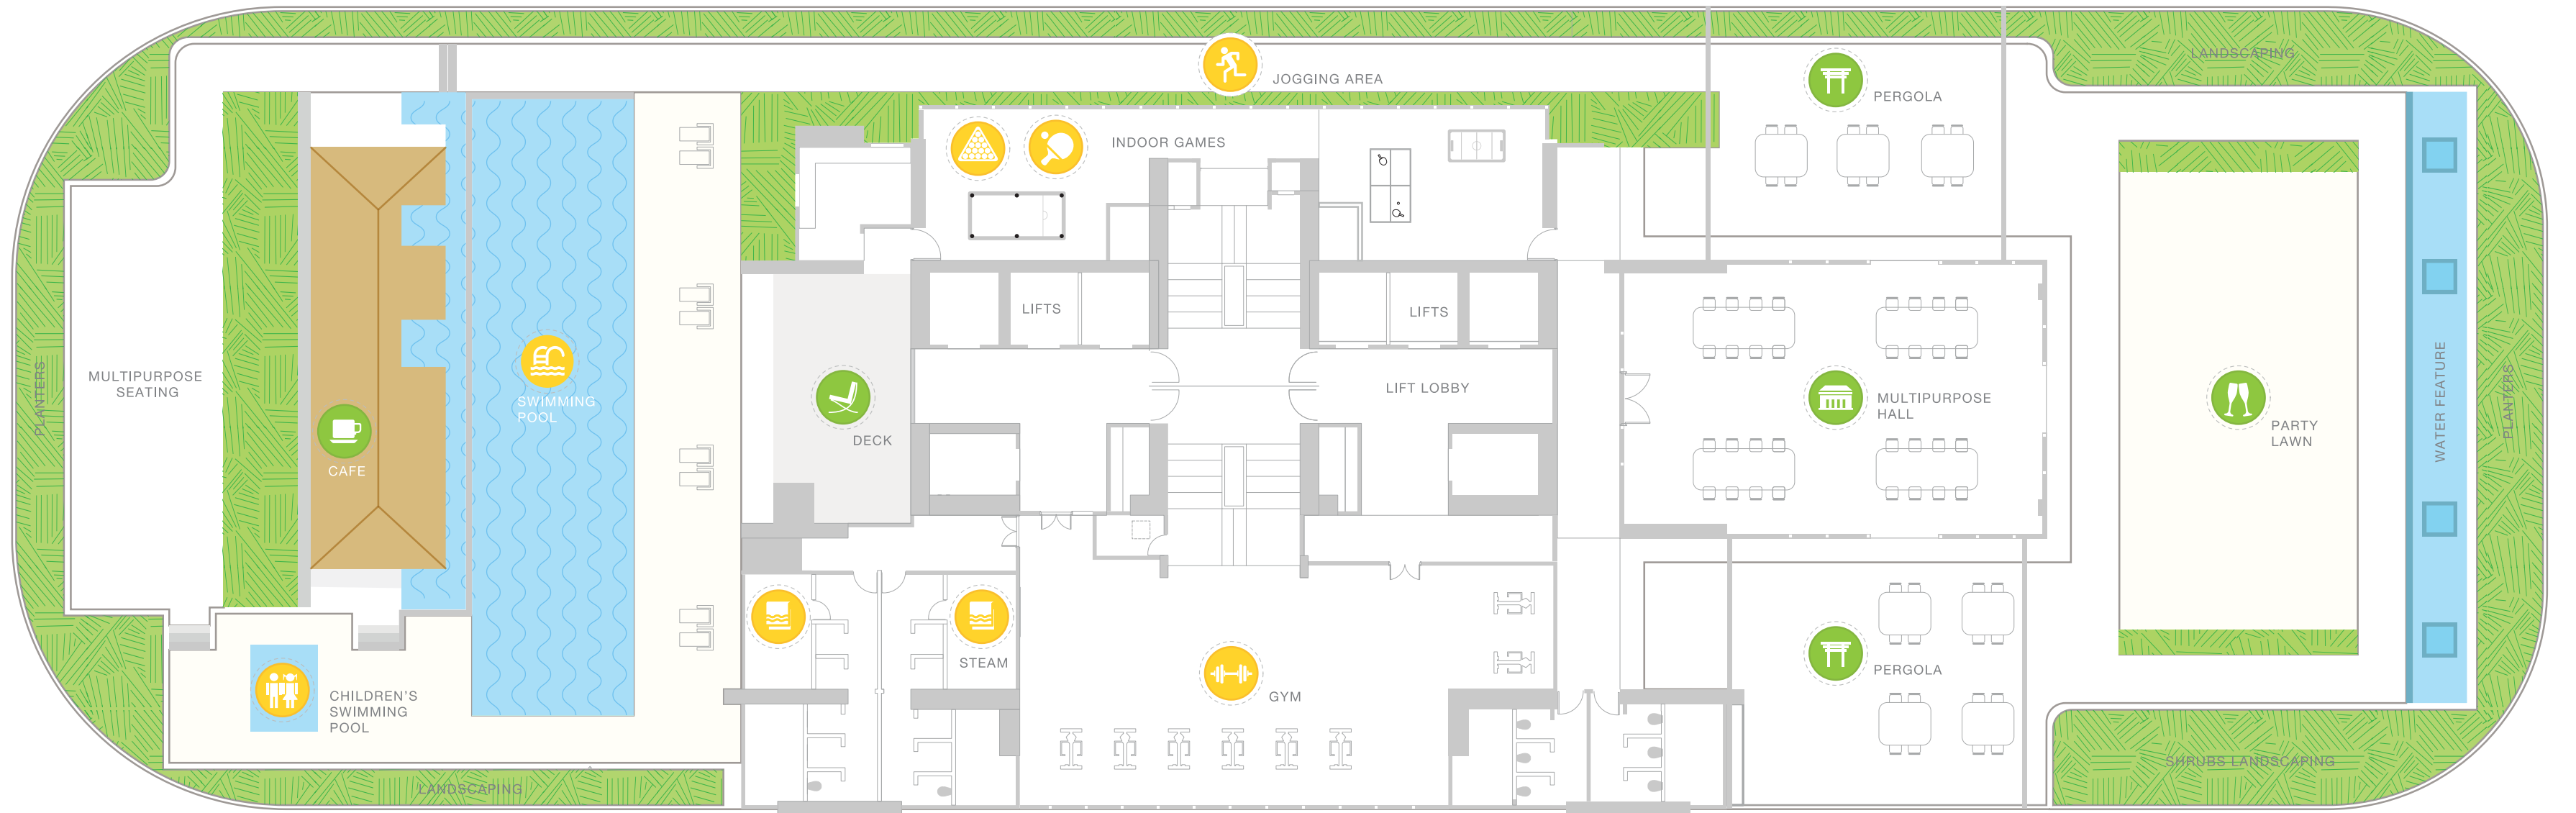 LANDSCAPING
JOGGING AREA
PERGOLA
INDOOR GAMES
LIFTS
LIFTS
PLANTERS
MULTIPURPOSE
SEATING
CAFE
SWIMMING
POOL
DECK
LIFT LOBBY
MULTIPURPOSE
HALL
PARTY
LAWN
WATER FEATURE
PLANTERS
CHILDREN'S
SWIMMING
POOL
STEAM
GYM
PERGOLA
LANDSCAPING
SHRUBS LANDSCAPING